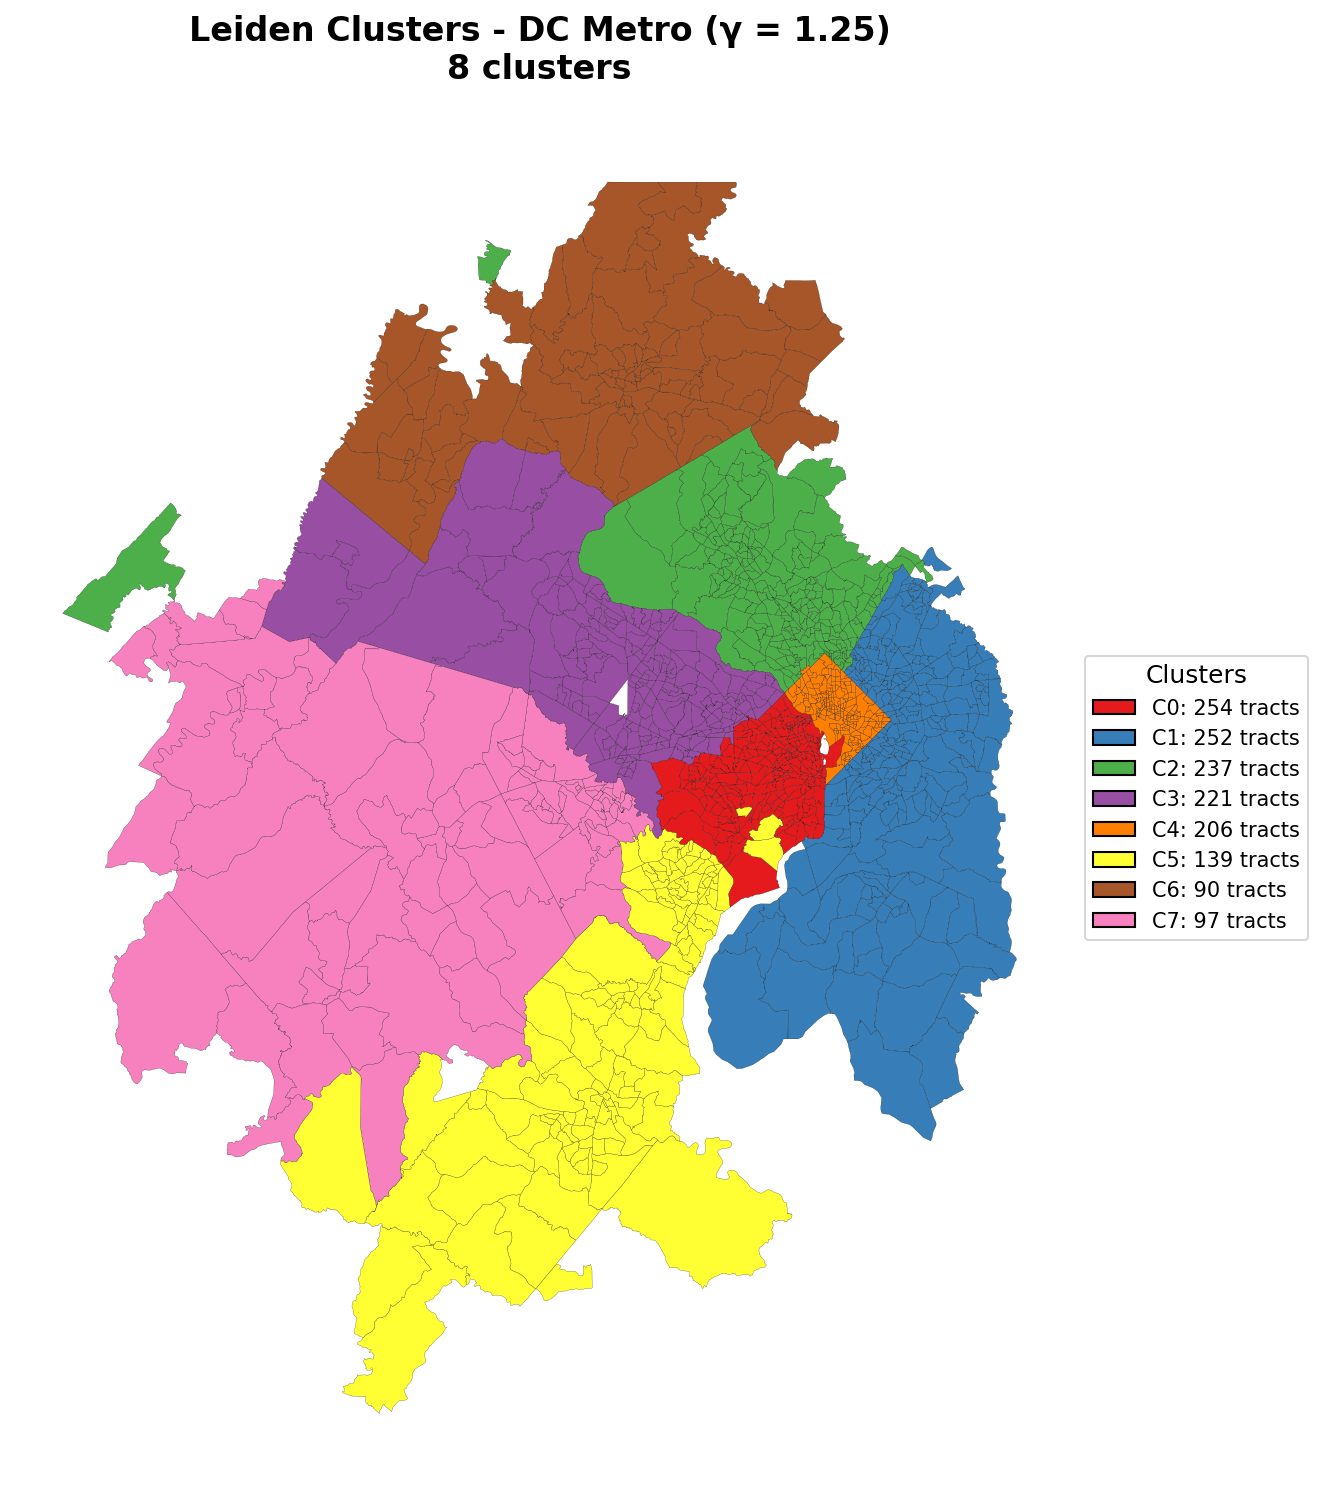 Leiden Clusters - DC Metro (γ = 1.25)
8 clusters
Clusters
C0: 254 tracts
C1: 252 tracts
C2: 237 tracts
C3: 221 tracts
C4: 206 tracts
C5: 139 tracts
C6: 90 tracts
C7: 97 tracts